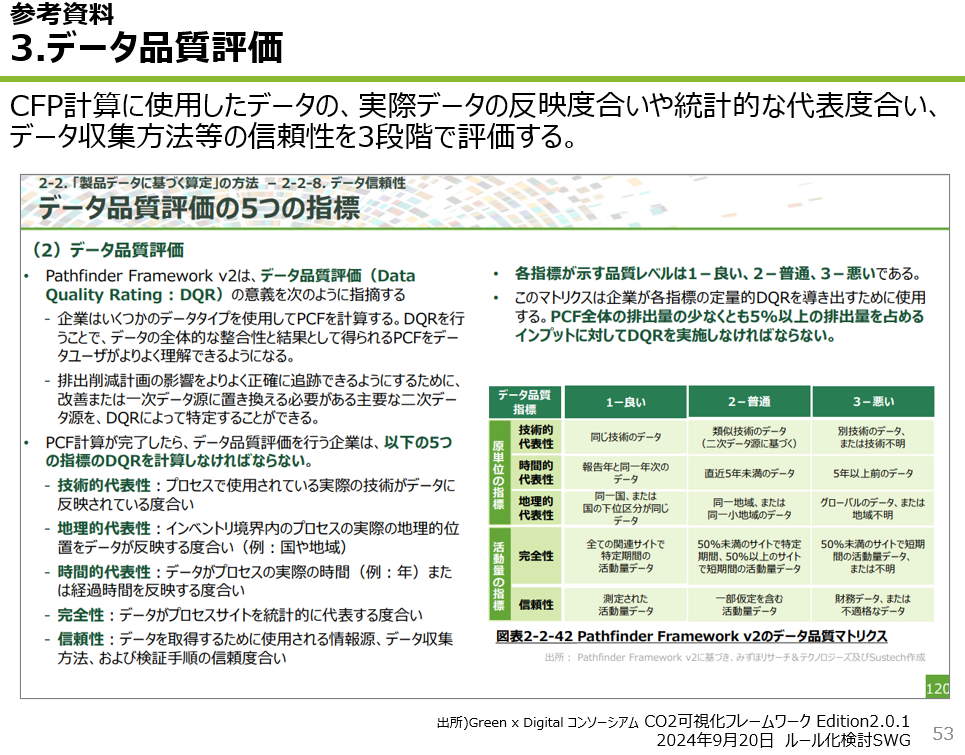 参考資料
3.データ品質評価
CFP計算に使用したデータの、実際データの反映度合いや統計的な代表度合い、
データ収集方法等の信頼性を3段階で評価する。
2-2.「製品データに基づく算定」の方法 － 2-2-8. データ信頼性
データ品質評価の5つの指標
（2）データ品質評価
• Pathfinder Framework v2は、データ品質評価（Data
Quality Rating：DQR）の意義を次のように指摘する
- 企業はいくつかのデータタイプを使用してPCFを計算する。DQRを行
うことで、データの全体的な整合性と結果として得られるPCFをデー
タユーザがよりよく理解できるようになる。
- 排出削減計画の影響をよりよく正確に追跡できるようにするために、
改善または一次データ源に置き換える必要がある主要な二次デー
タ源を、DQRによって特定することができる。
• PCF計算が完了したら、データ品質評価を行う企業は、以下の5つ
の指標のDQRを計算しなければならない。
- 技術的代表性：プロセスで使用されている実際の技術がデータに
反映されている度合い
- 地理的代表性：インベントリ境界内のプロセスの実際の地理的位
置をデータが反映する度合い（例：国や地域）
- 時間的代表性：データがプロセスの実際の時間（例：年）また
は経過時間を反映する度合い
- 完全性：データがプロセスサイトを統計的に代表する度合い
- 信頼性：データを取得するために使用される情報源、データ収集
方法、および検証手順の信頼度合い
• 各指標が示す品質レベルは1－良い、2－普通、3－悪いである。
• このマトリクスは企業が各指標の定量的DQRを導き出すために使用
する。PCF全体の排出量の少なくとも5%以上の排出量を占める
インプットに対してDQRを実施しなければならない。
データ品質
指標
1－良い
2－普通
3－悪い
原単位の指標
技術的
代表性
同じ技術のデータ
類似技術のデータ
（二次データ源に基づく）
別技術のデータ、
または技術不明
時間的
代表性
報告年と同一年次の
データ
直近5年未満のデータ
5年以上前のデータ
地理的
代表性
同一国、または
国の下位区分が同じ
データ
同一地域、または
同一小地域のデータ
グローバルのデータ、または
地域不明
活動量の指標
完全性
全ての関連サイトで
特定期間の
活動量データ
50%未満のサイトで特定
期間、50%以上のサイト
で短期間の活動量データ
50%未満のサイトで短期
間の活動量データ、
または不明
信頼性
測定された
活動量データ
一部仮定を含む
活動量データ
財務データ、または
不適格なデータ
図表2-2-42 Pathfinder Framework v2のデータ品質マトリクス
出所： Pathfinder Framework v2に基づき、みずほリサーチ＆テクノロジーズ及びSustech作成
120
出所)Green x Digital コンソーシアム CO2可視化フレームワーク Edition2.0.1
2024年9月20日 ルール化検討SWG
53